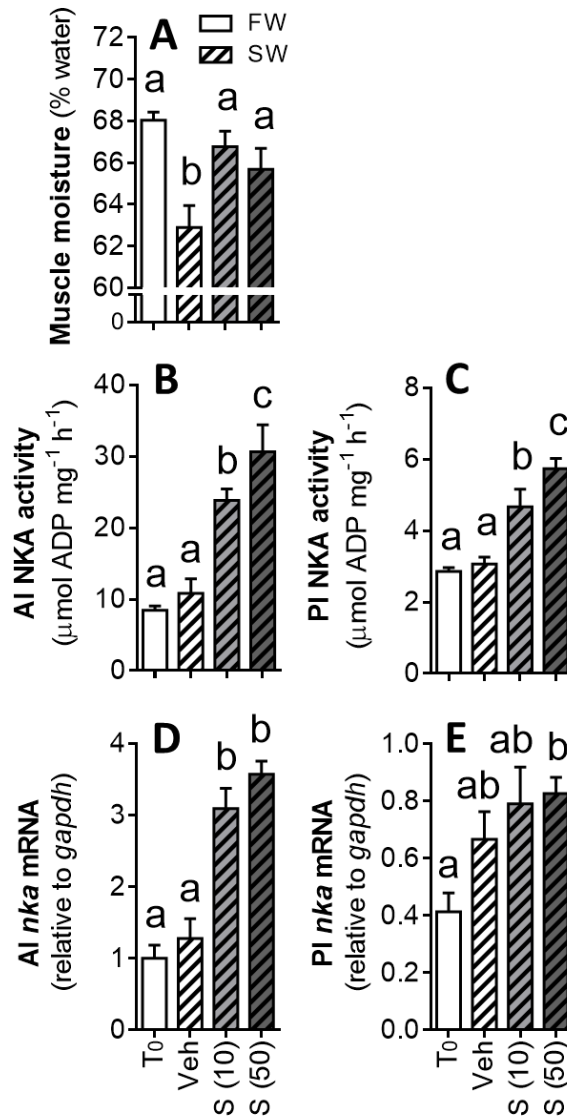 A
FW
SW
Muscle moisture (% water)
72
70
68
66
64
62
60
0
a
b
a
a
B
AI NKA activity
(μmol ADP mg⁻¹ h⁻¹)
40
30
20
10
0
a
a
b
c
C
PI NKA activity
(μmol ADP mg⁻¹ h⁻¹)
8
6
4
2
0
a
a
b
c
D
AI nka mRNA
(relative to gapdh)
4
3
2
1
0
a
a
b
b
T₀
Veh
S (10)
S (50)
E
PI nka mRNA
(relative to gapdh)
1.0
0.8
0.6
0.4
0.2
0.0
a
ab
ab
b
T₀
Veh
S (10)
S (50)